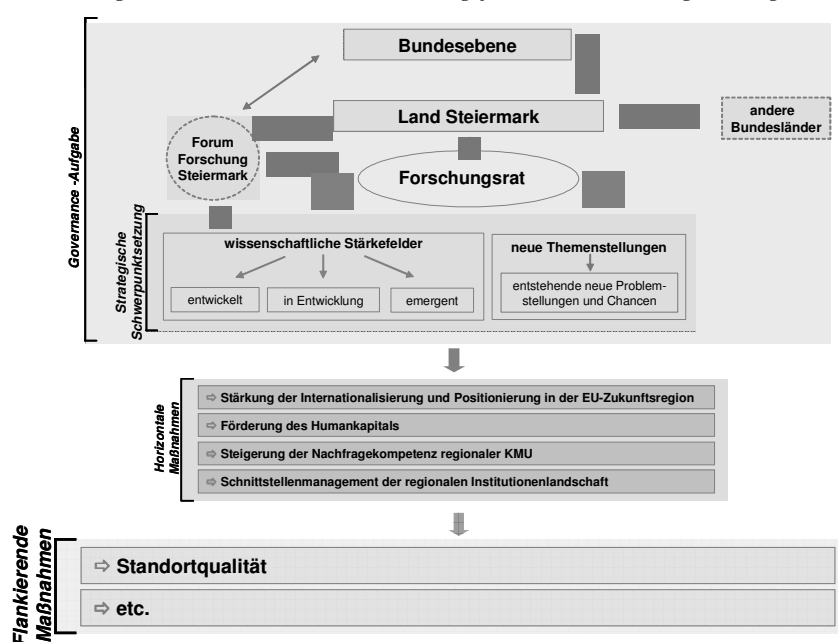 Bundesebene
Land Steiermark
andere
Bundesländer
Forum
Forschung
Steiermark
Forschungsrat
Governance -Aufgabe
Strategische
Schwerpunktsetzung
wissenschaftliche Stärkefelder
entwickelt
in Entwicklung
emergent
neue Themenstellungen
entstehende neue Problem-
stellungen und Chancen
Horizontale
Maßnahmen
⇨ Stärkung der Internationalisierung und Positionierung in der EU-Zukunftsregion
⇨ Förderung des Humankapitals
⇨ Steigerung der Nachfragekompetenz regionaler KMU
⇨ Schnittstellenmanagement der regionalen Institutionenlandschaft
Flankierende
Maßnahmen
⇨ Standortqualität
⇨ etc.